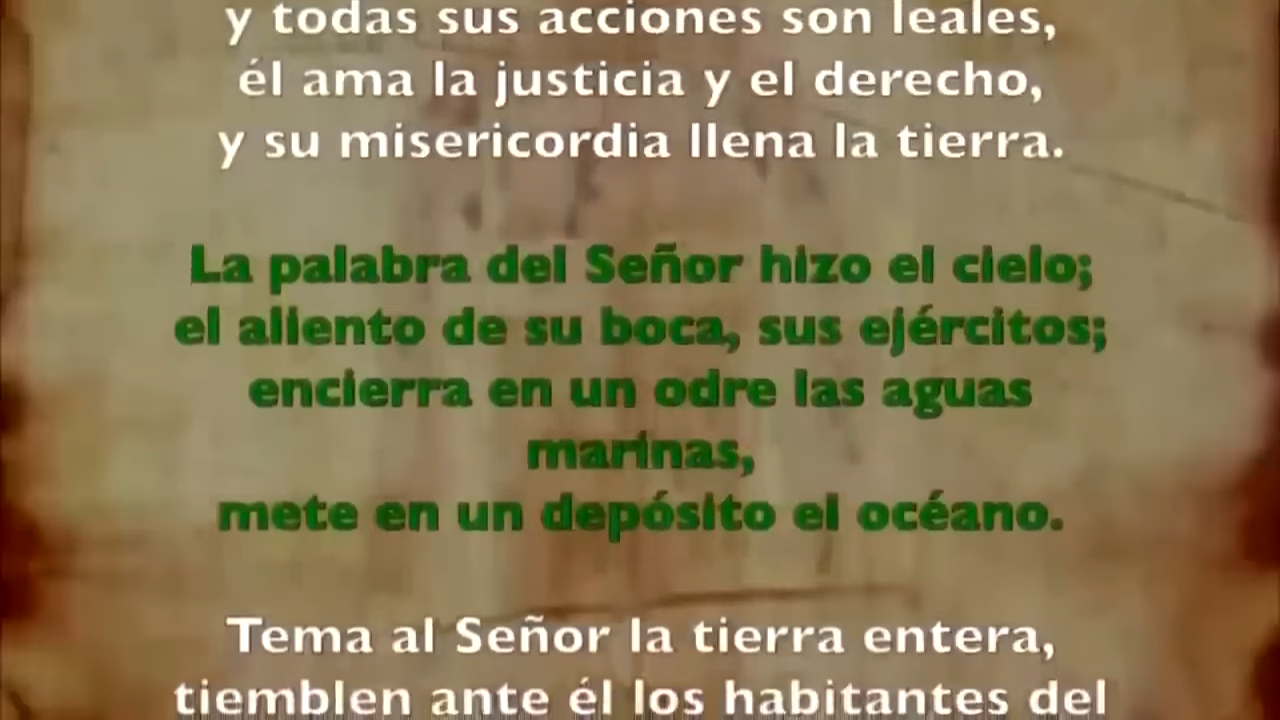 y todas sus acciones son leales,
él ama la justicia y el derecho,
y su misericordia llena la tierra.
La palabra del Señor hizo el cielo;
el aliento de su boca, sus ejércitos;
encierra en un odre las aguas
marinas,
mete en un depósito el océano.
Tema al Señor la tierra entera,
tiemblen ante él los habitantes del